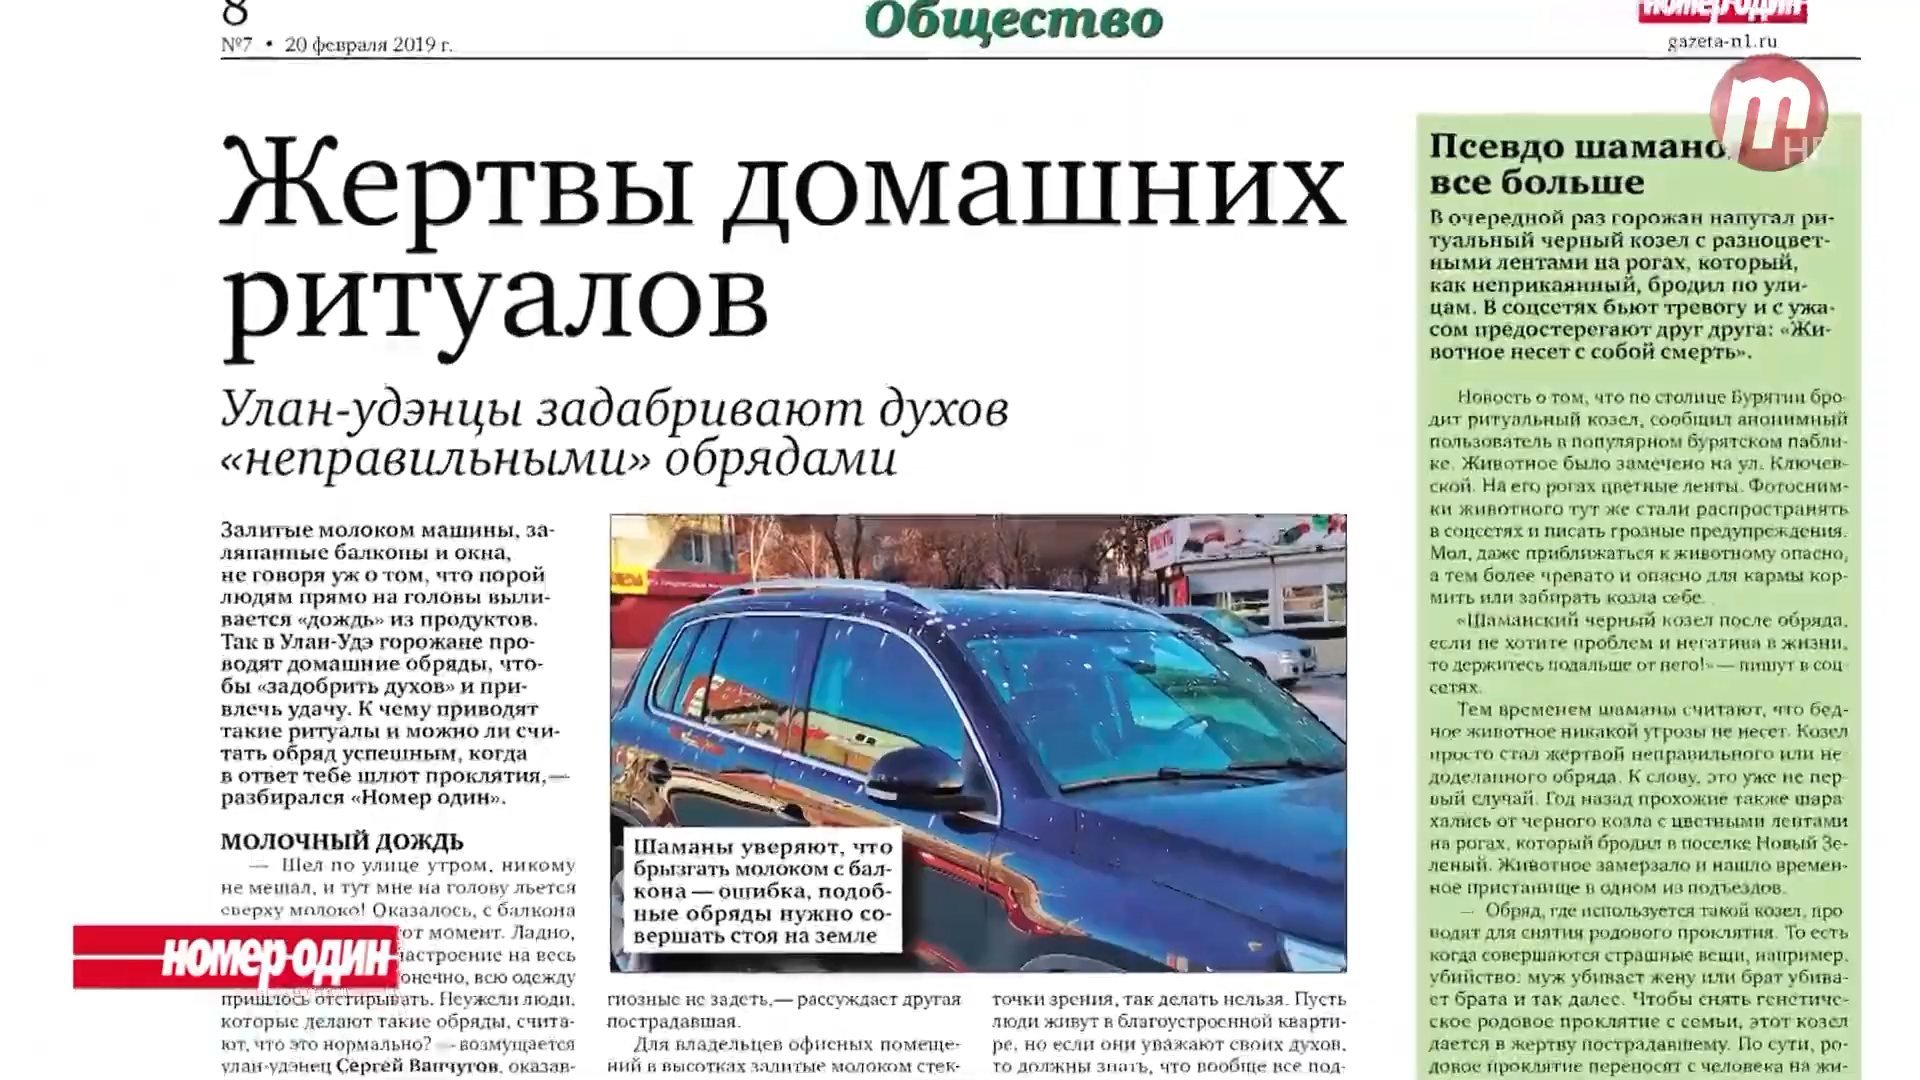 8
№7 • 20 февраля 2019 г.
Общество
номер-один
gazeta-n1.ru
m
HD
Жертвы домашних
ритуалов
Улан-удэнцы задабривают духов
«неправильными» обрядами
Залитые молоком машины, за-
ляпанные балконы и окна,
не говоря уж о том, что порой
людям прямо на головы выли-
вается «дождь» из продуктов.
Так в Улан-Удэ горожане про-
водят домашние обряды, что-
бы «задобрить духов» и при-
влечь удачу. К чему приводят
такие ритуалы и можно ли счи-
тать обряд успешным, когда
в ответ тебе шлют проклятия,—
разбирался «Номер один».
МОЛОЧНЫЙ ДОЖДЬ
— Шел по улице утром, никому
не мешал, и тут мне на голову льется
сверху молоко! Оказалось, с балкона
от момент. Ладно,
настроение на весь
онечно, всю одежду
пришлось отстирывать. Неужели люди,
которые делают такие обряды, счита-
ют, что это нормально? — возмущается
улан-удэнец Сергей Ванчугов, оказав-
номер-один
Шаманы уверяют, что
брызгать молоком с бал-
кона — ошибка, подоб-
ные обряды нужно со-
вершать стоя на земле
гиозные не задеть,— рассуждает другая
пострадавшая.
Для владельцев офисных помеще-
ний в высотках залитые молоком стек-
точки зрения, так делать нельзя. Пусть
люди живут в благоустроенной кварти-
ре, но если они уважают своих духов,
то должны знать, что вообще все под-
Псевдо шамано
все больше
В очередной раз горожан напугал ри-
туальный черный козел с разноцвет-
ными лентами на рогах, который,
как неприкаянный, бродил по ули-
цам. В соцсетях бьют тревогу и с ужа-
сом предостерегают друг друга: «Жи-
вотное несет с собой смерть».
Новость о том, что по столице Бурятии бро-
дит ритуальный козел, сообщил анонимный
пользователь в популярном бурятском пабли-
ке. Животное было замечено на ул. Ключев-
ской. На его рогах цветные ленты. Фотосним-
ки животного тут же стали распространять
в соцсетях и писать грозные предупреждения.
Мол, даже приближаться к животному опасно,
а тем более чревато и опасно для кармы кор-
мить или забирать козла себе.
«Шаманский черный козел после обряда,
если не хотите проблем и негатива в жизни,
то держитесь подальше от него!» — пишут в соц-
сетях.
Тем временем шаманы считают, что бед-
ное животное никакой угрозы не несет. Козел
просто стал жертвой неправильного или не
доделанного обряда. К слову, это уже не пер-
вый случай. Год назад прохожие также шара-
хались от черного козла с цветными лентами
на рогах, который бродил в поселке Новый Зе-
леный. Животное замерзало и нашло времен-
ное пристанище в одном из подъездов.
— Обряд, где используется такой козел, про
водят для снятия родового проклятия. То есть
когда совершаются страшные вещи, например,
убийство: муж убивает жену или брат убива-
ет брата и так далее. Чтобы снять генетиче-
ское родовое проклятие с семьи, этот козел
дается в жертву пострадавшему. По сути, ро-
довое проклятие переносят с человека на жи-